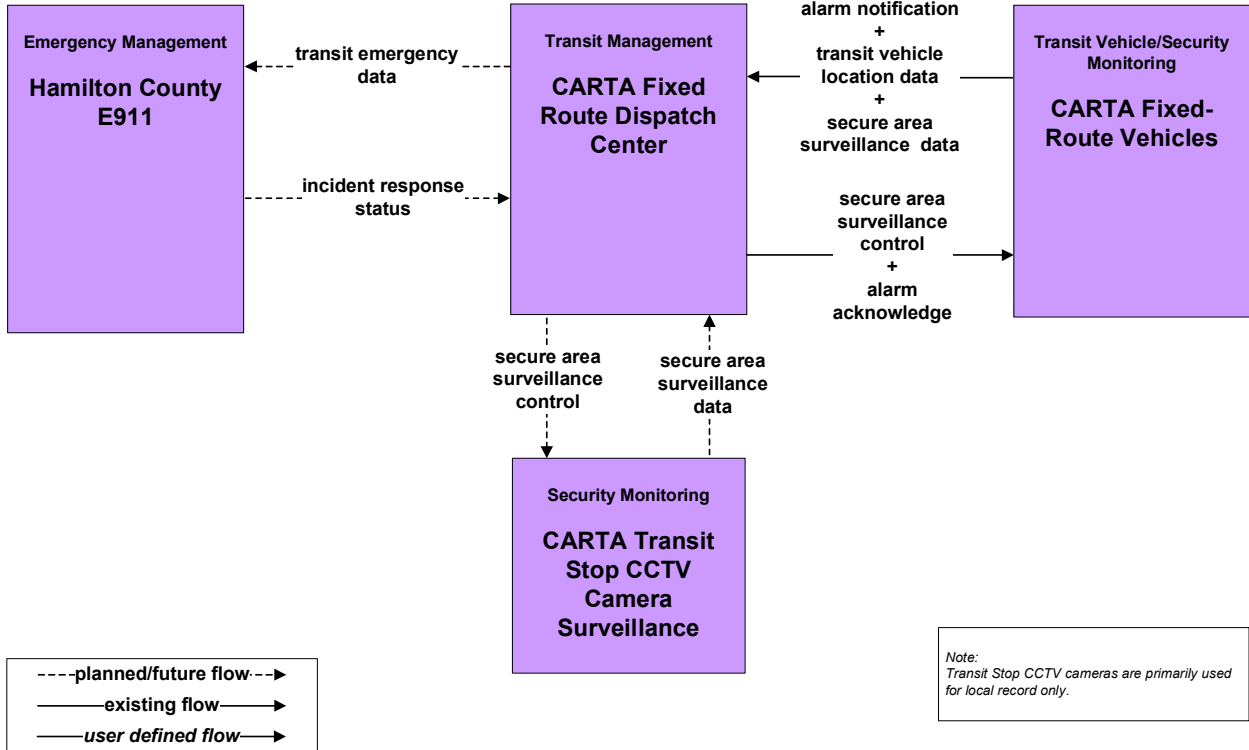 Emergency Management
Hamilton County
E911
transit emergency
data
incident response
status
Transit Management
CARTA Fixed
Route Dispatch
Center
alarm notification
+
transit vehicle
location data
+
secure area
surveillance data
secure area
surveillance
control
+
alarm
acknowledge
Transit Vehicle/Security
Monitoring
CARTA Fixed-
Route Vehicles
secure area
surveillance
control
secure area
surveillance
data
Security Monitoring
CARTA Transit
Stop CCTV
Camera
Surveillance
planned/future flow
existing flow
user defined flow
Note:
Transit Stop CCTV cameras are primarily used
for local record only.